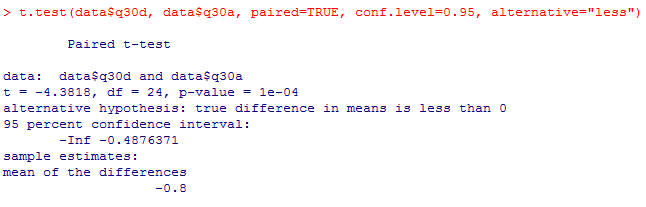 > t.test(data$q30d, data$q30a, paired=TRUE, conf.level=0.95, alternative="less")
Paired t-test
data:  data$q30d and data$q30a
t = -4.3818, df = 24, p-value = 1e-04
alternative hypothesis: true difference in means is less than 0
95 percent confidence interval:
-Inf -0.4876371
sample estimates:
mean of the differences
-0.8